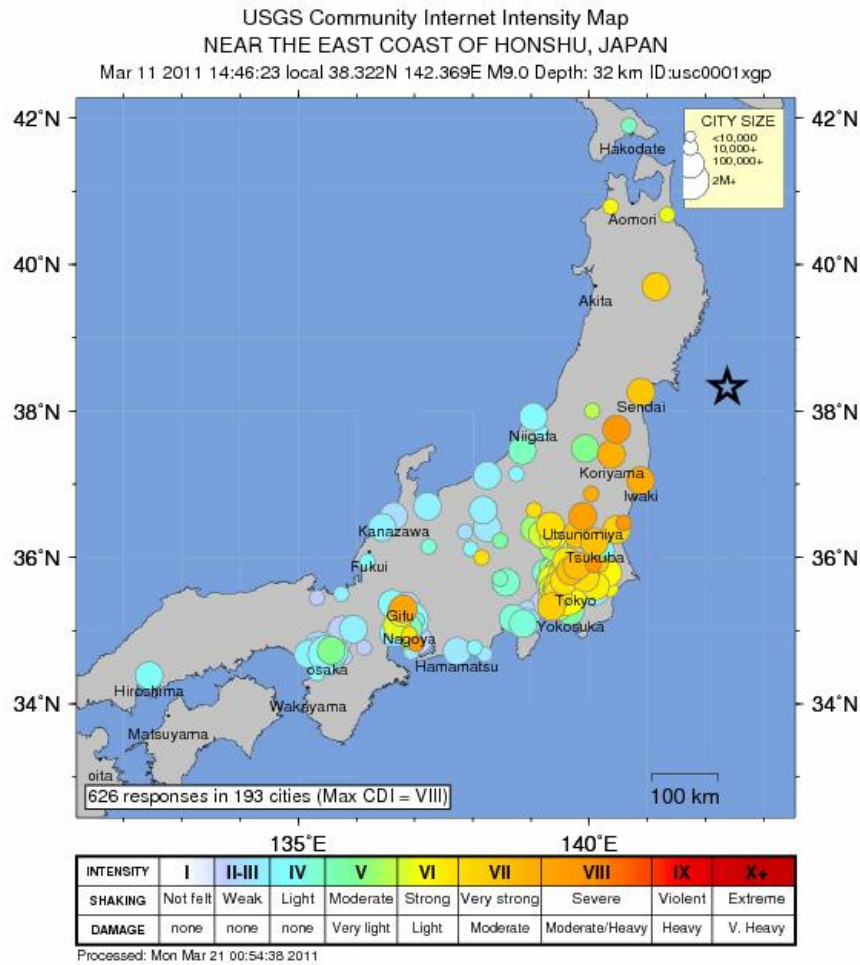 USGS Community Internet Intensity Map
NEAR THE EAST COAST OF HONSHU, JAPAN
Mar 11 2011 14:46:23 local 38.322N 142.369E M9.0 Depth: 32 km ID:usc0001xgp
42°N 42°N
CITY SIZE
<10,000
10,000+
100,000+
2M+
Hakodate
Aomori
40°N 40°N
Akita
Sendai
38°N 38°N
Niigata
Koriyama
Iwaki
Kanazawa
Utsunomiya
36°N 36°N
Fukui
Tsukuba
Gifu
Tokyo
Nagoya
Yokosuka
Hamamatsu
osaka
Hiroshima
Wakayama
34°N 34°N
Matsuyama
oita
626 responses in 193 cities (Max CDI = VIII)
100 km
135°E 140°E
INTENSITY I II-III IV V VI VII VIII IX X+
SHAKING Not felt Weak Light Moderate Strong Very strong Severe Violent Extreme
DAMAGE none none none Very light Light Moderate Moderate/Heavy Heavy V. Heavy
Processed: Mon Mar 21 00:54:38 2011